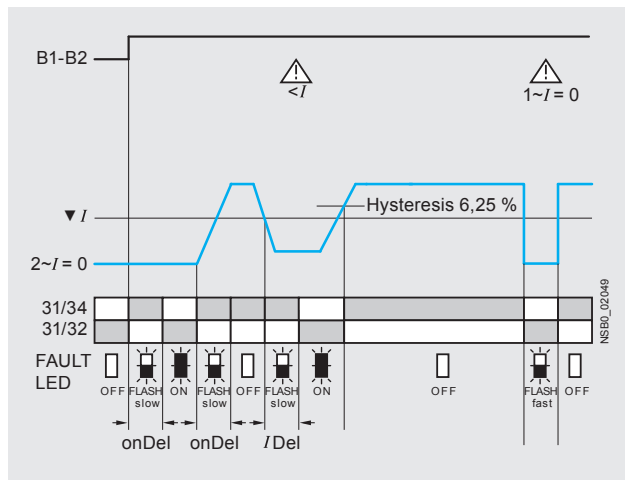 B1-B2
<I
1~I = 0
Hysteresis 6,25 %
▼ I
2~I = 0
NSB0_02049
31/34
31/32
FAULT
LED
OFF
FLASH
slow
ON
FLASH
slow
OFF
FLASH
slow
ON
OFF
FLASH
fast
OFF
onDel
onDel
I Del